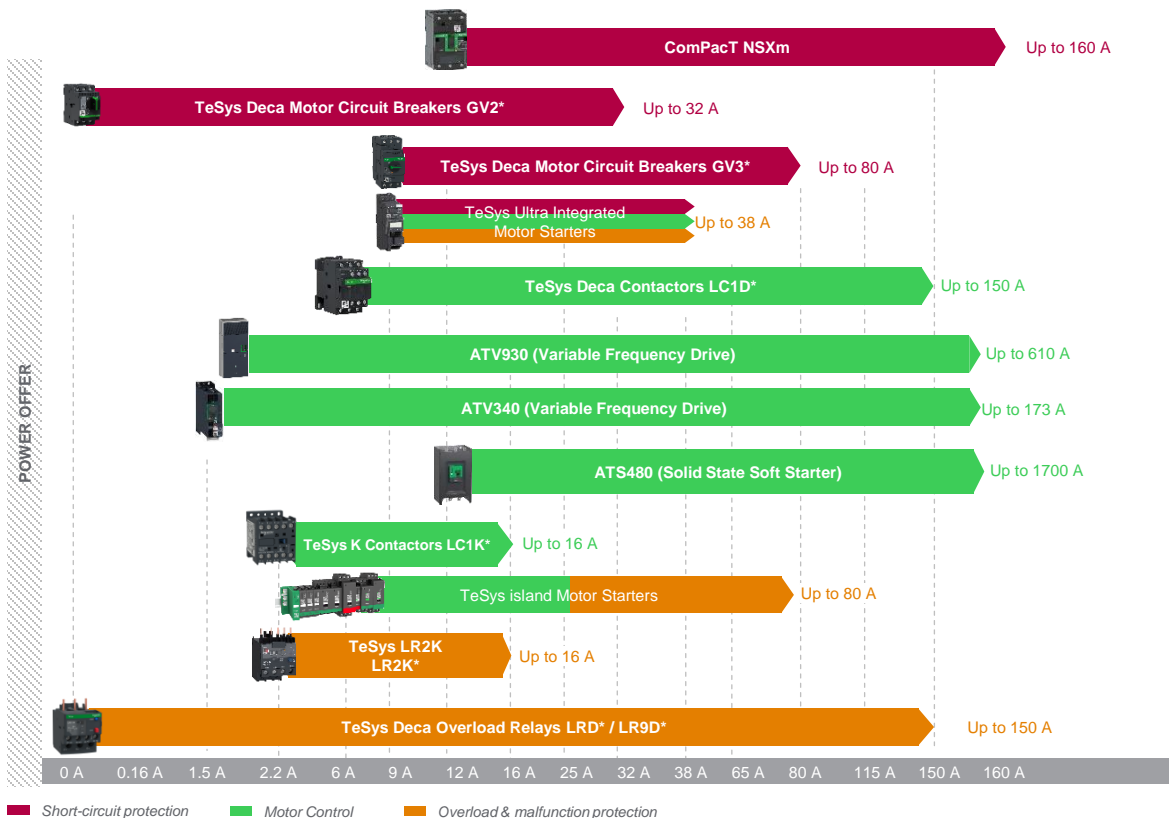 ComPacT NSXm
Up to 160 A
TeSys Deca Motor Circuit Breakers GV2*
Up to 32 A
TeSys Deca Motor Circuit Breakers GV3*
Up to 80 A
TeSys Ultra Integrated
Motor Starters
Up to 38 A
TeSys Deca Contactors LC1D*
Up to 150 A
ATV930 (Variable Frequency Drive)
Up to 610 A
ATV340 (Variable Frequency Drive)
Up to 173 A
POWER OFFER
ATS480 (Solid State Soft Starter)
Up to 1700 A
TeSys K Contactors LC1K*
Up to 16 A
TeSys island Motor Starters
Up to 80 A
TeSys LR2K
LR2K*
Up to 16 A
TeSys Deca Overload Relays LRD* / LR9D*
Up to 150 A
0 A 0.16 A 1.5 A 2.2 A 6 A 9 A 12 A 16 A 25 A 32 A 38 A 65 A 80 A 115 A 150 A 160 A
Short-circuit protection Motor Control Overload & malfunction protection